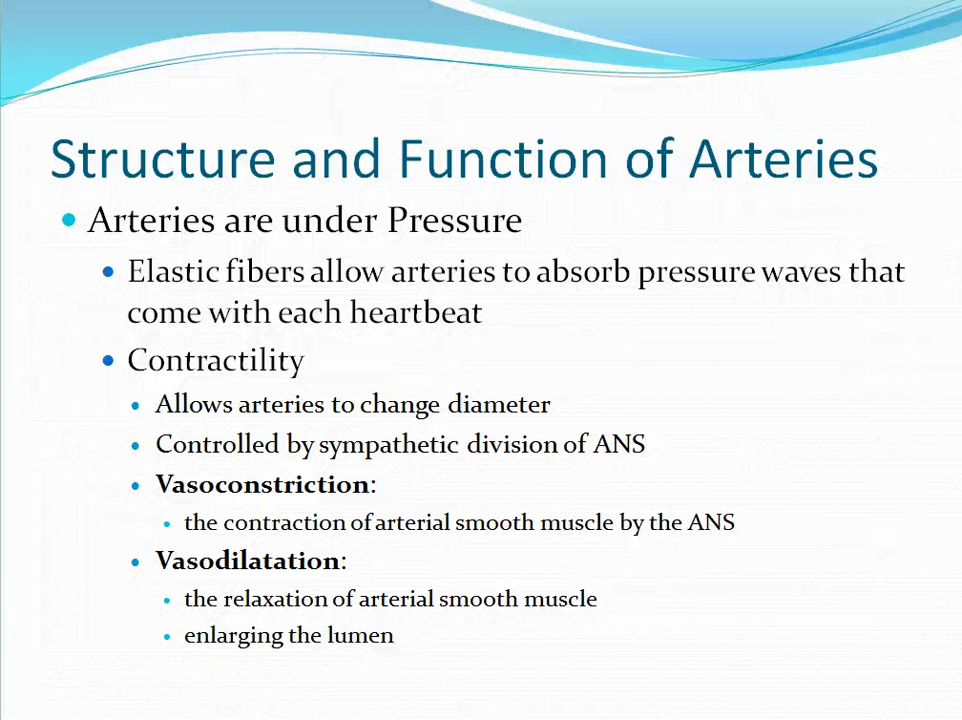 Structure and Function of Arteries
• Arteries are under Pressure
• Elastic fibers allow arteries to absorb pressure waves that
come with each heartbeat
• Contractility
• Allows arteries to change diameter
• Controlled by sympathetic division of ANS
• Vasoconstriction:
• the contraction of arterial smooth muscle by the ANS
• Vasodilatation:
• the relaxation of arterial smooth muscle
• enlarging the lumen